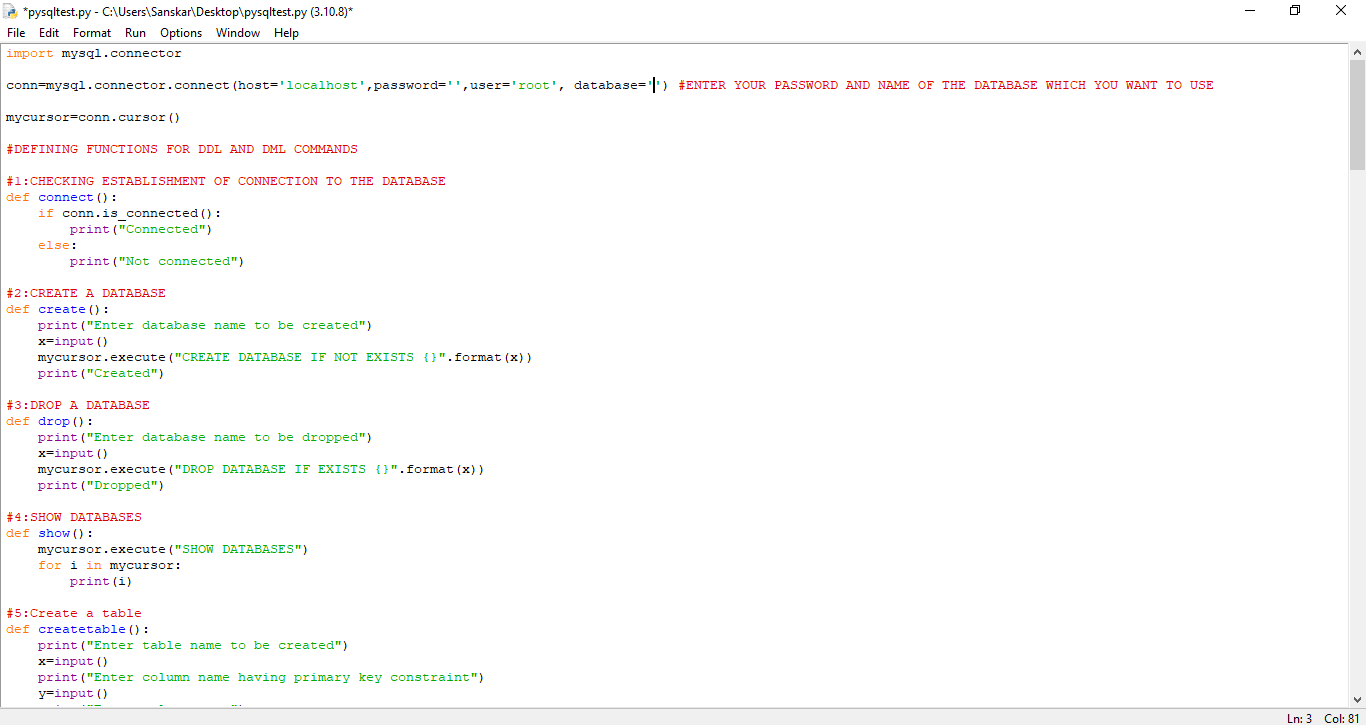 *pysqltest.py - C:\Users\Sanskar\Desktop\pysqltest.py (3.10.8)*
File Edit Format Run Options Window Help
import mysql.connector
conn=mysql.connector.connect(host='localhost',password='',user='root', database='') #ENTER YOUR PASSWORD AND NAME OF THE DATABASE WHICH YOU WANT TO USE
mycursor=conn.cursor()
#DEFINING FUNCTIONS FOR DDL AND DML COMMANDS
#1:CHECKING ESTABLISHMENT OF CONNECTION TO THE DATABASE
def connect():
    if conn.is_connected():
        print("Connected")
    else:
        print("Not connected")
#2:CREATE A DATABASE
def create():
    print("Enter database name to be created")
    x=input()
    mycursor.execute("CREATE DATABASE IF NOT EXISTS {}".format(x))
    print("Created")
#3:DROP A DATABASE
def drop():
    print("Enter database name to be dropped")
    x=input()
    mycursor.execute("DROP DATABASE IF EXISTS {}".format(x))
    print("Dropped")
#4:SHOW DATABASES
def show():
    mycursor.execute("SHOW DATABASES")
    for i in mycursor:
        print(i)
#5:Create a table
def createtable():
    print("Enter table name to be created")
    x=input()
    print("Enter column name having primary key constraint")
    y=input()
Ln: 3 Col: 81